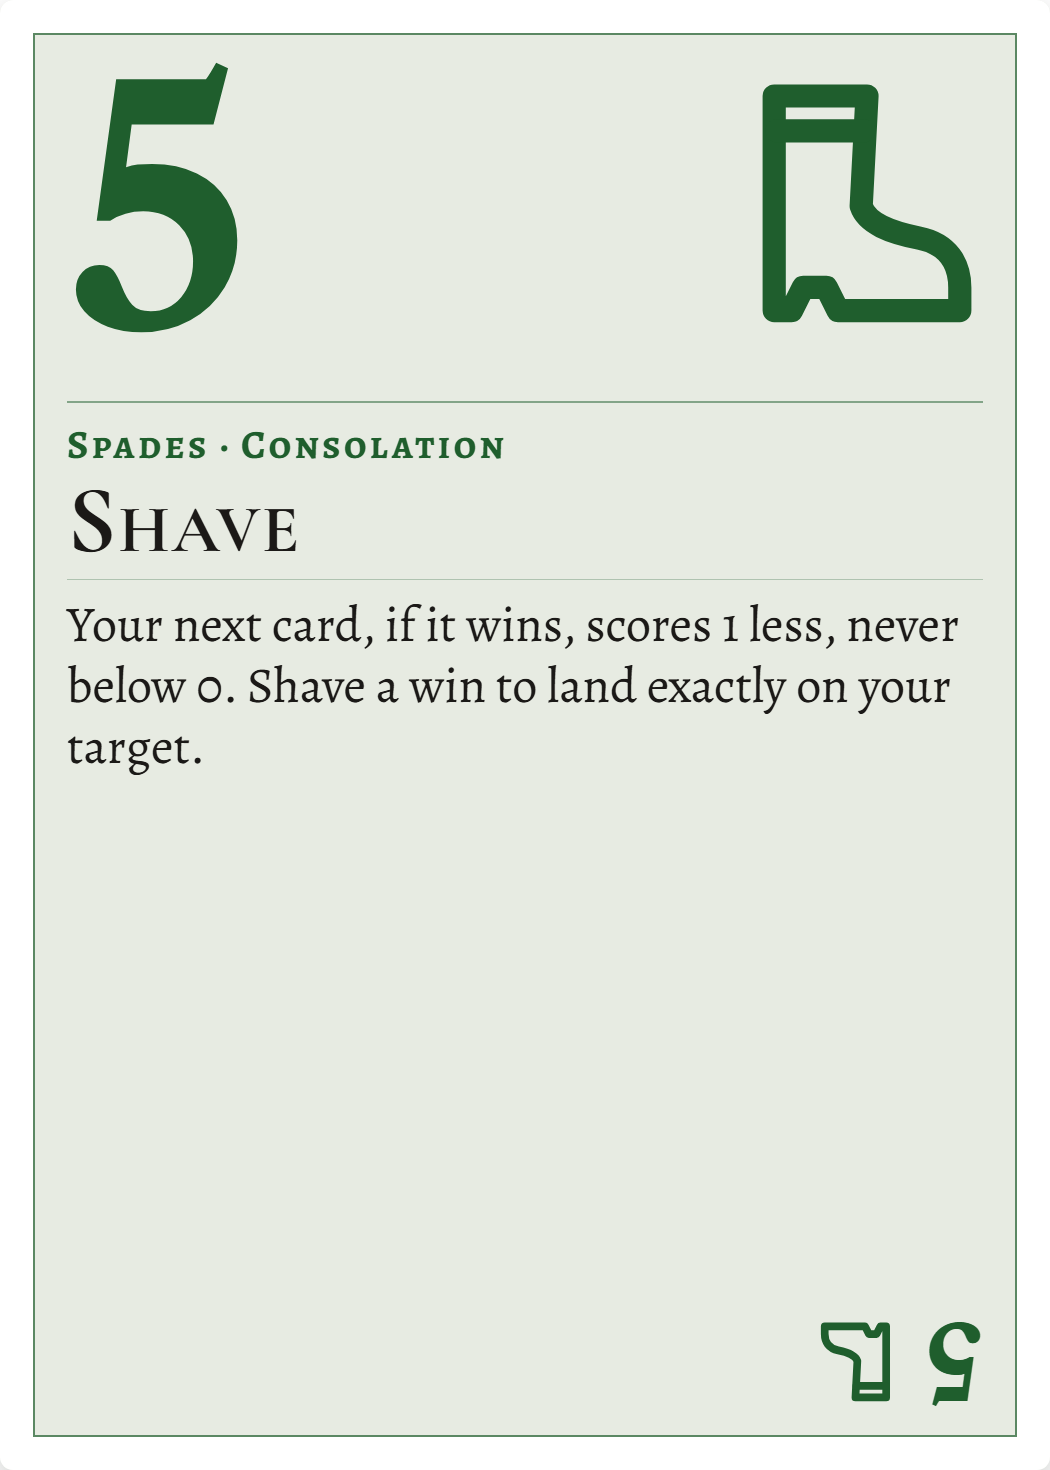 5
Spades · Consolation
Shave
Your next card, if it wins, scores 1 less, never
below 0. Shave a win to land exactly on your
target.
5